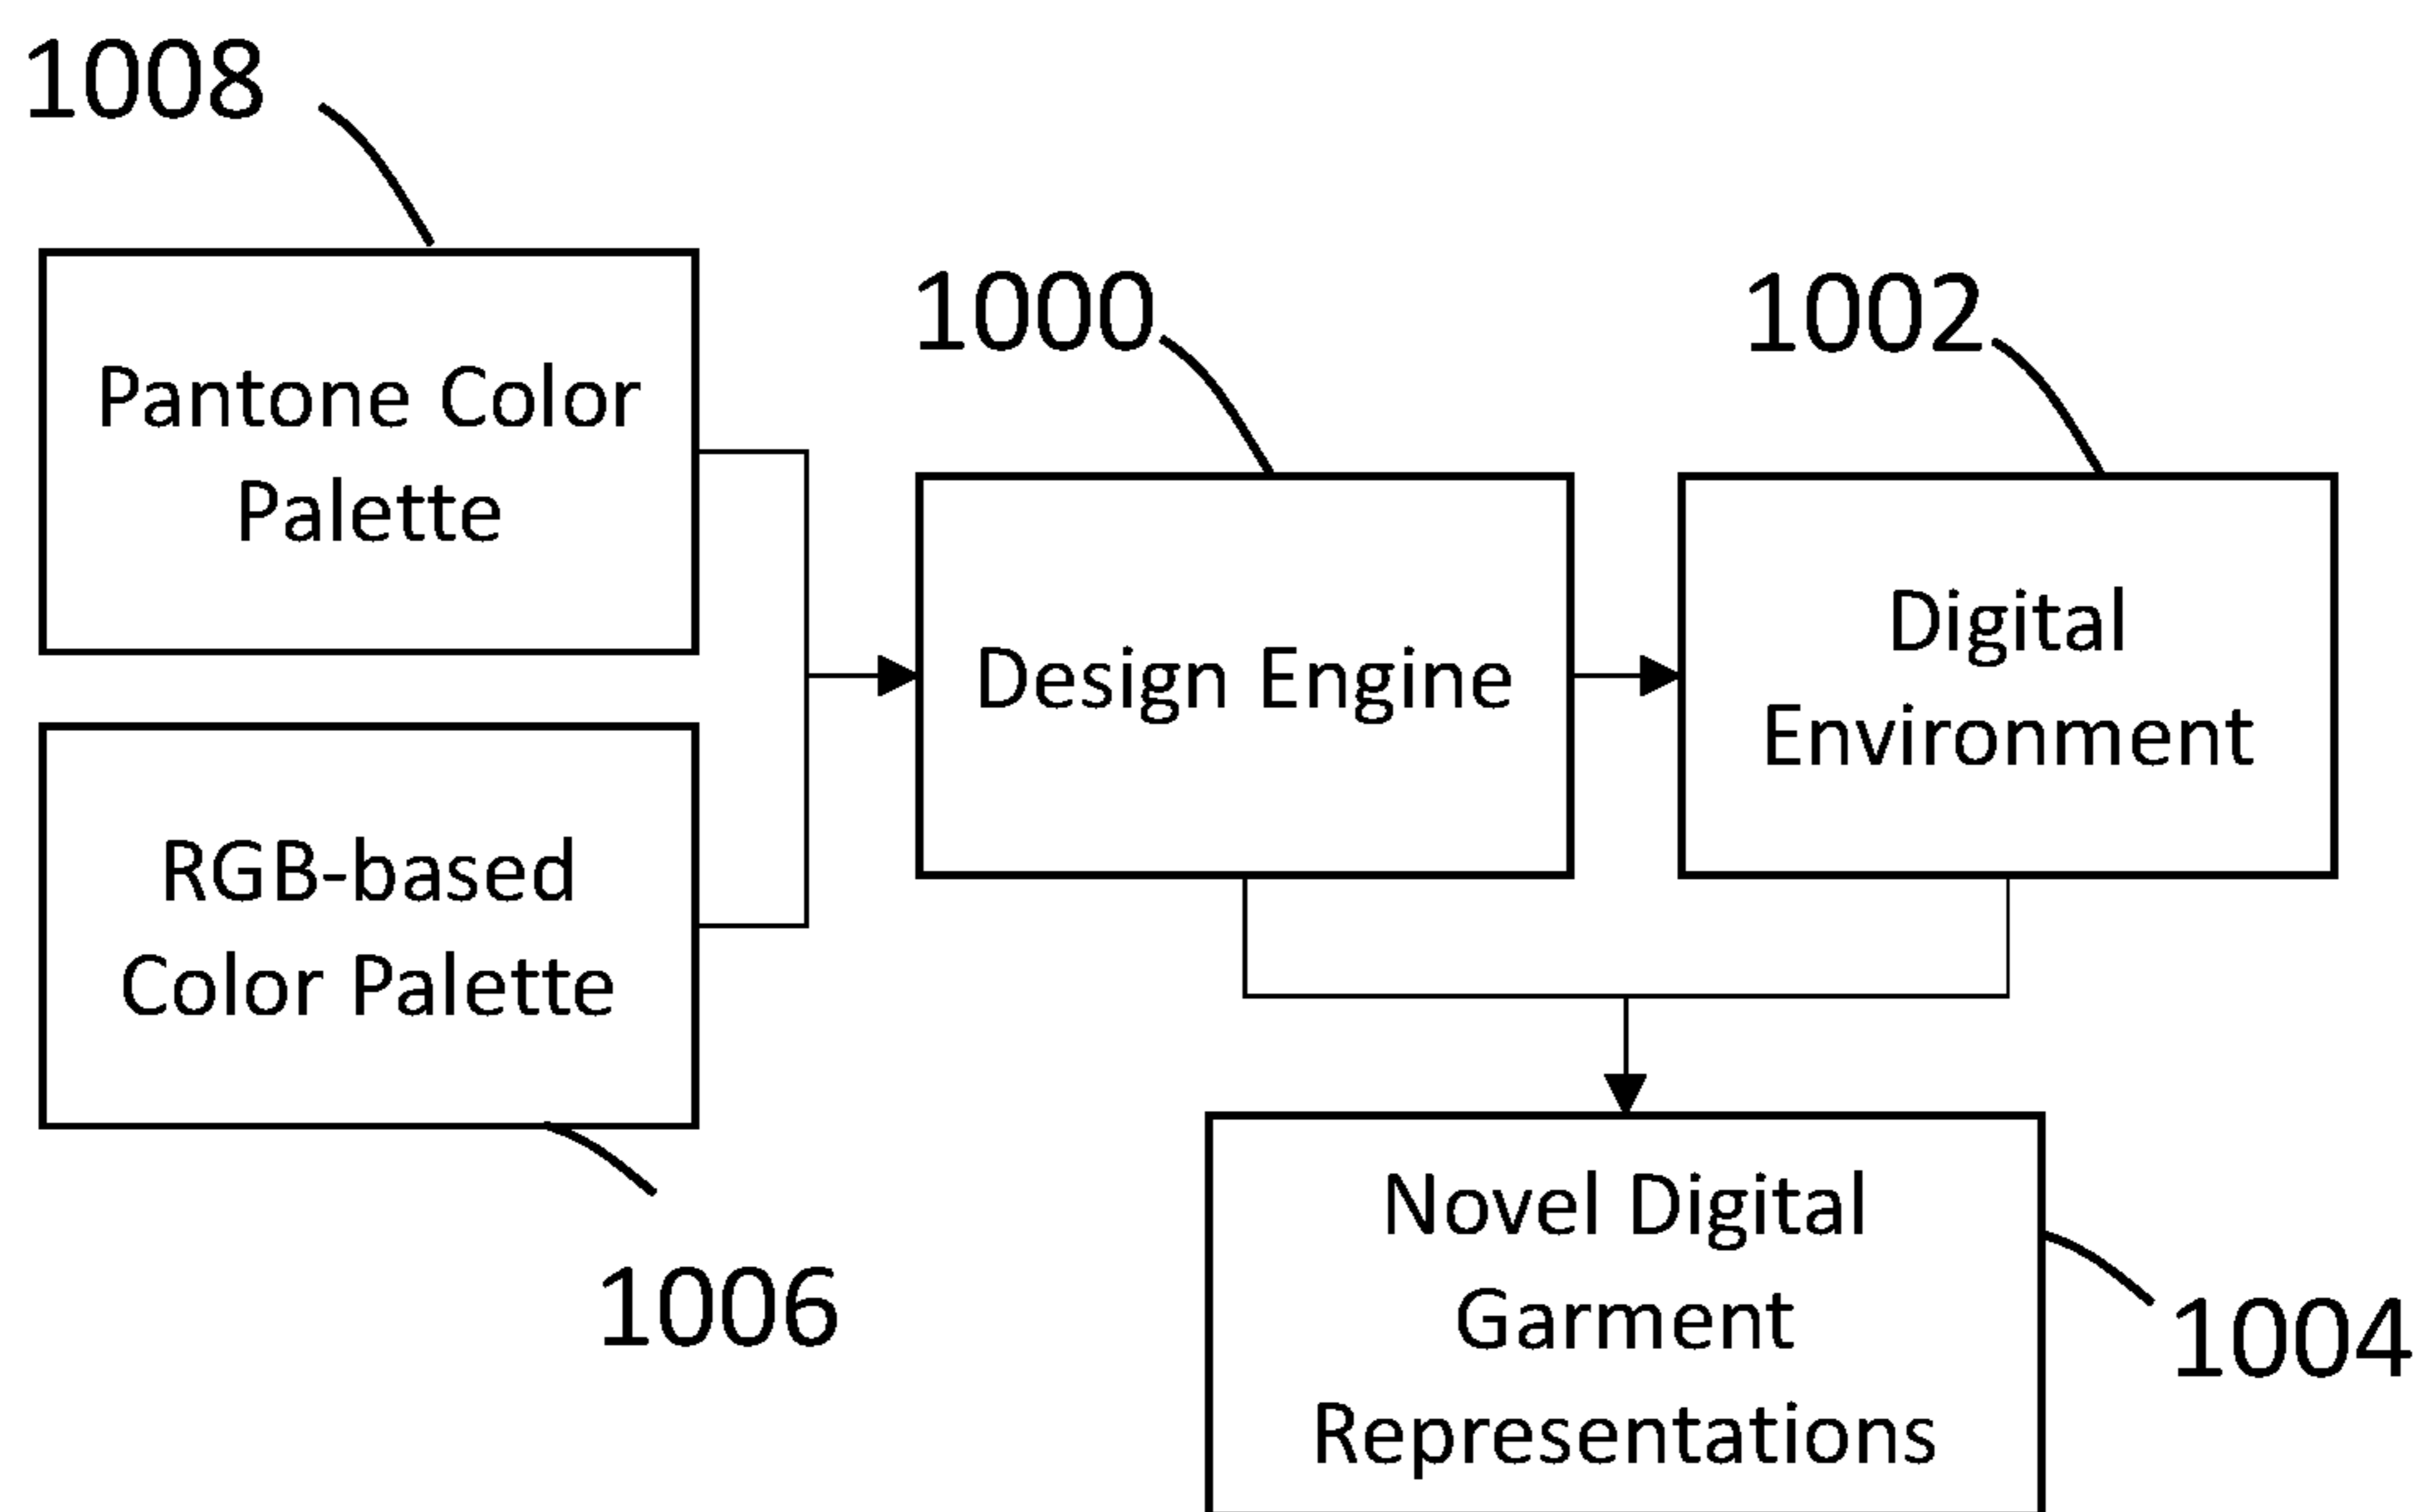 1008
Pantone Color
Palette
1000
Design Engine
1002
Digital
Environment
RGB-based
Color Palette
1006
Novel Digital
Garment
Representations
1004